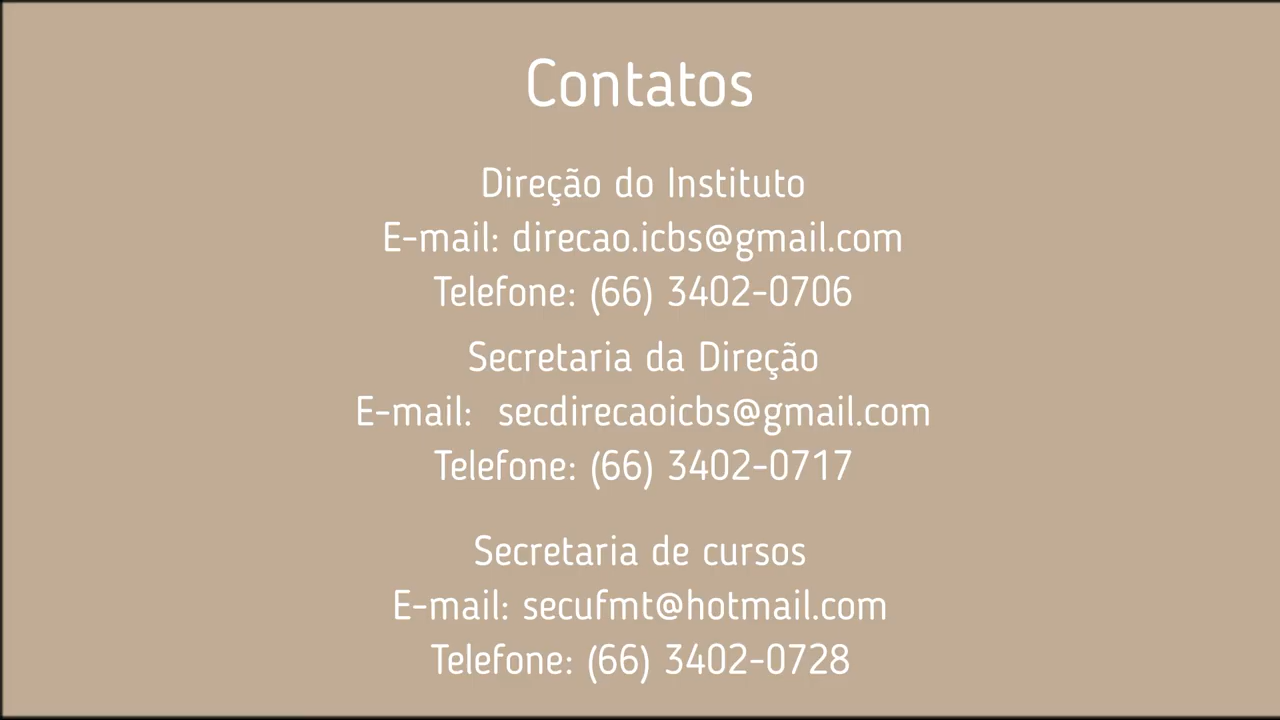 Contatos
Direção do Instituto
E-mail: direcao.icbs@gmail.com
Telefone: (66) 3402-0706
Secretaria da Direção
E-mail:  secdirecaoicbs@gmail.com
Telefone: (66) 3402-0717
Secretaria de cursos
E-mail: secufmt@hotmail.com
Telefone: (66) 3402-0728